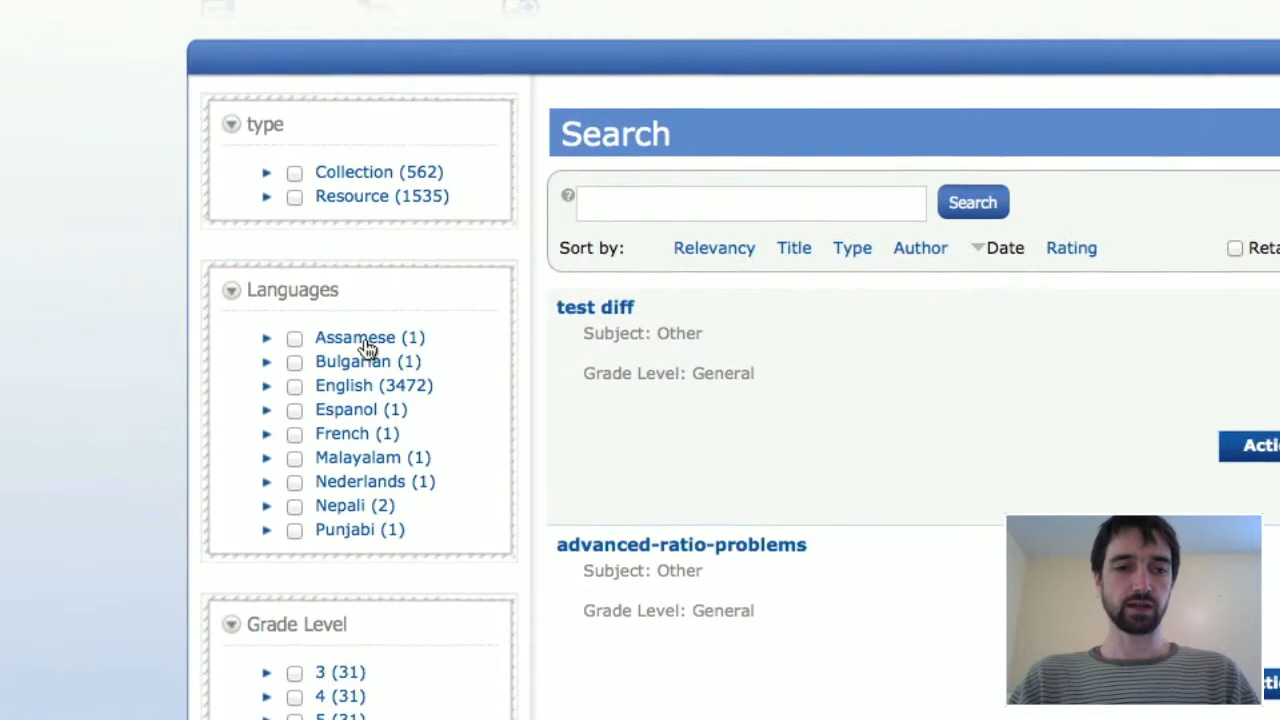 type
Collection (562)
Resource (1535)
Languages
Assamese (1)
Bulgarian (1)
English (3472)
Espanol (1)
French (1)
Malayalam (1)
Nederlands (1)
Nepali (2)
Punjabi (1)
Grade Level
3 (31)
4 (31)
5 (31)
Search
?
Search
Sort by: Relevancy Title Type Author Date Rating
test diff
Subject: Other
Grade Level: General
advanced-ratio-problems
Subject: Other
Grade Level: General